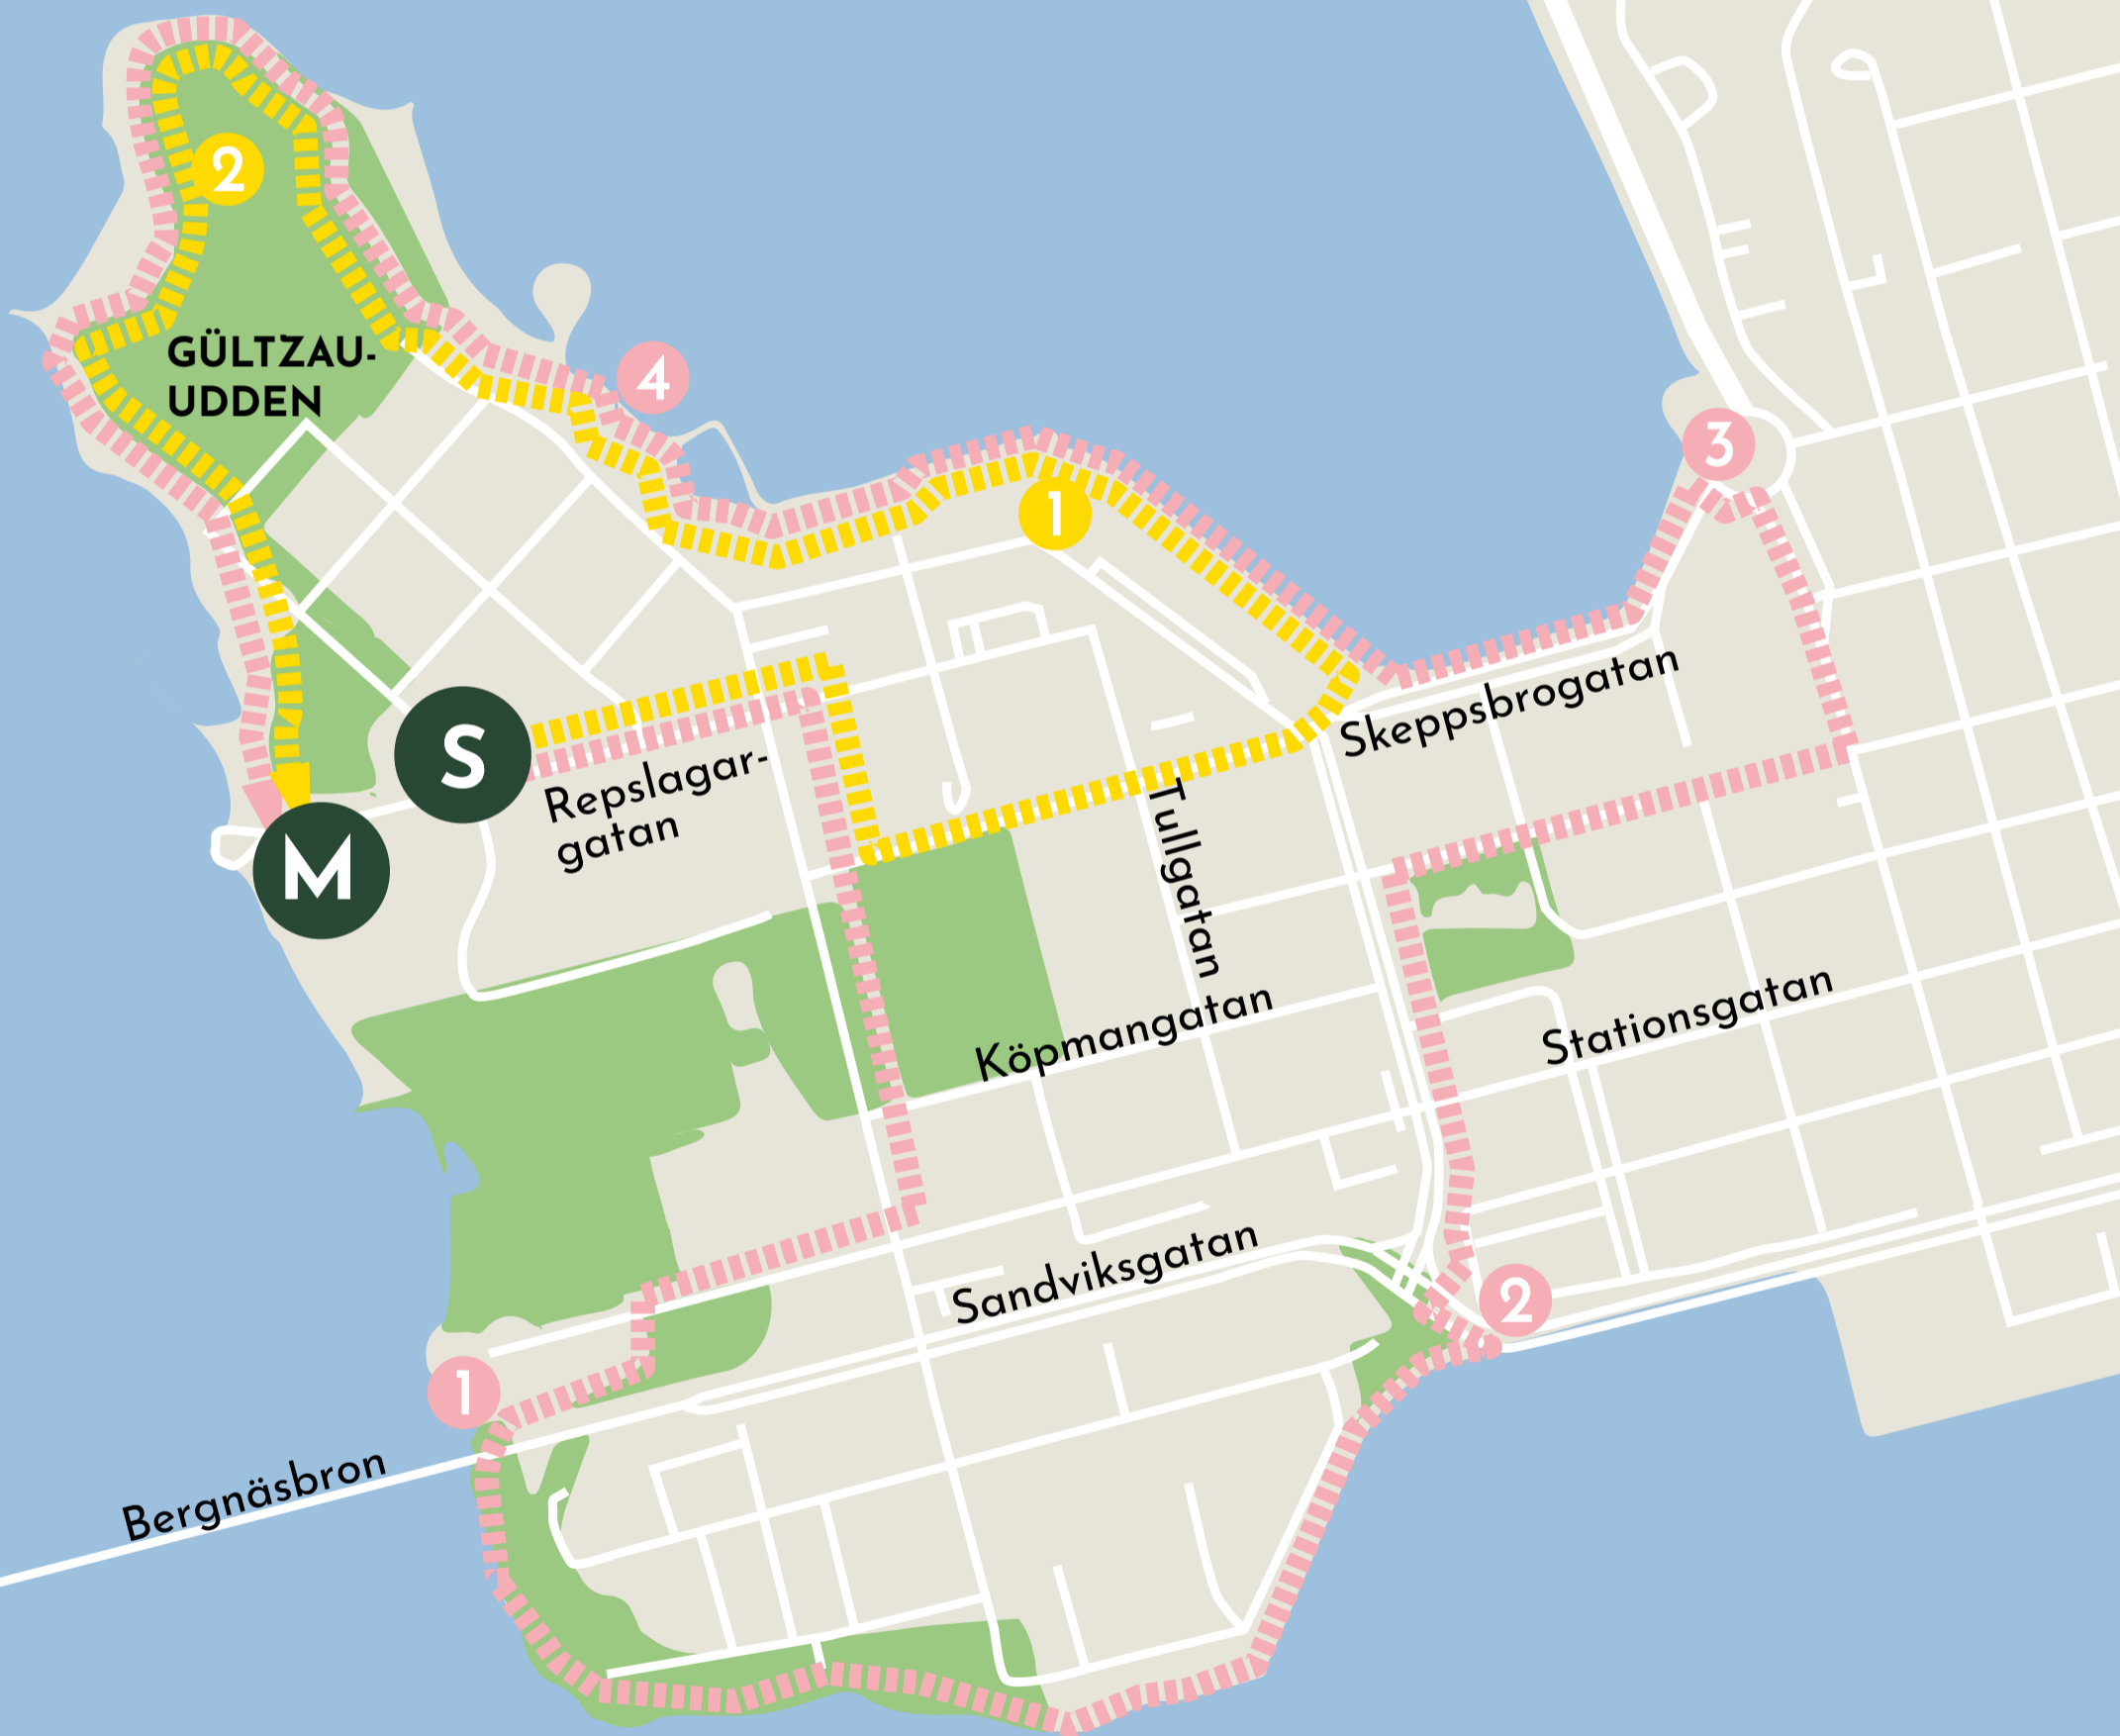 2
GÜLTZAU-
UDDEN
4
3
1
Skeppsbrogatan
S
Repslagar-
gatan
Tullgatan
M
Köpmangatan
Stationsgatan
Sandviksgatan
2
1
Bergnäsbron